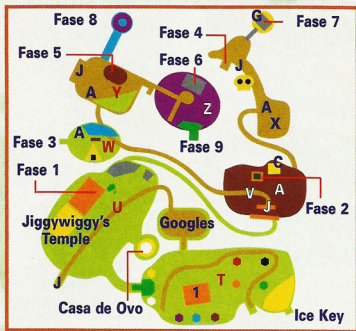 Fase 8
Fase 4
G
Fase 7
Fase 5
J
Fase 6
J
A
Y
Z
A
X
Fase 3
A
W
Fase 9
Fase 1
C
V
A
J
Fase 2
U
Jiggywiggy's
Temple
Googles
J
T
1
Casa de Ovo
Ice Key